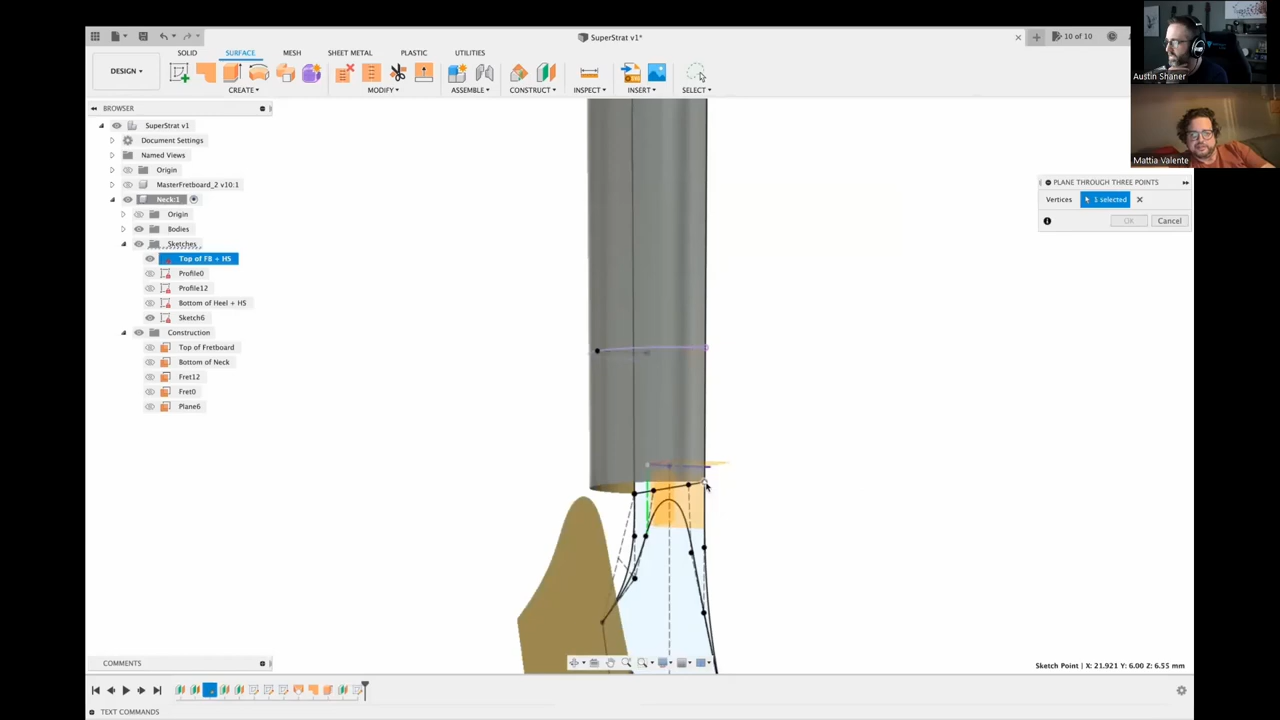 SuperStrat v1*
10 of 10
SOLID
SURFACE
MESH
SHEET METAL
PLASTIC
UTILITIES
DESIGN
CREATE
MODIFY
ASSEMBLE
CONSTRUCT
INSPECT
INSERT
SELECT
Austin Shaner
Mattia Valente
BROWSER
SuperStrat v1
Document Settings
Named Views
Origin
MasterFretboard_2 v10:1
Neck:1
Origin
Bodies
Sketches
Top of FB + HS
Profile0
Profile12
Bottom of Heel + HS
Sketch6
Construction
Top of Fretboard
Bottom of Neck
Fret12
Fret0
Plane6
PLANE THROUGH THREE POINTS
Vertices 1 selected
OK Cancel
COMMENTS
Sketch Point | X: 21.921 mm Y: 6.00 Z: 6.55 mm
TEXT COMMANDS